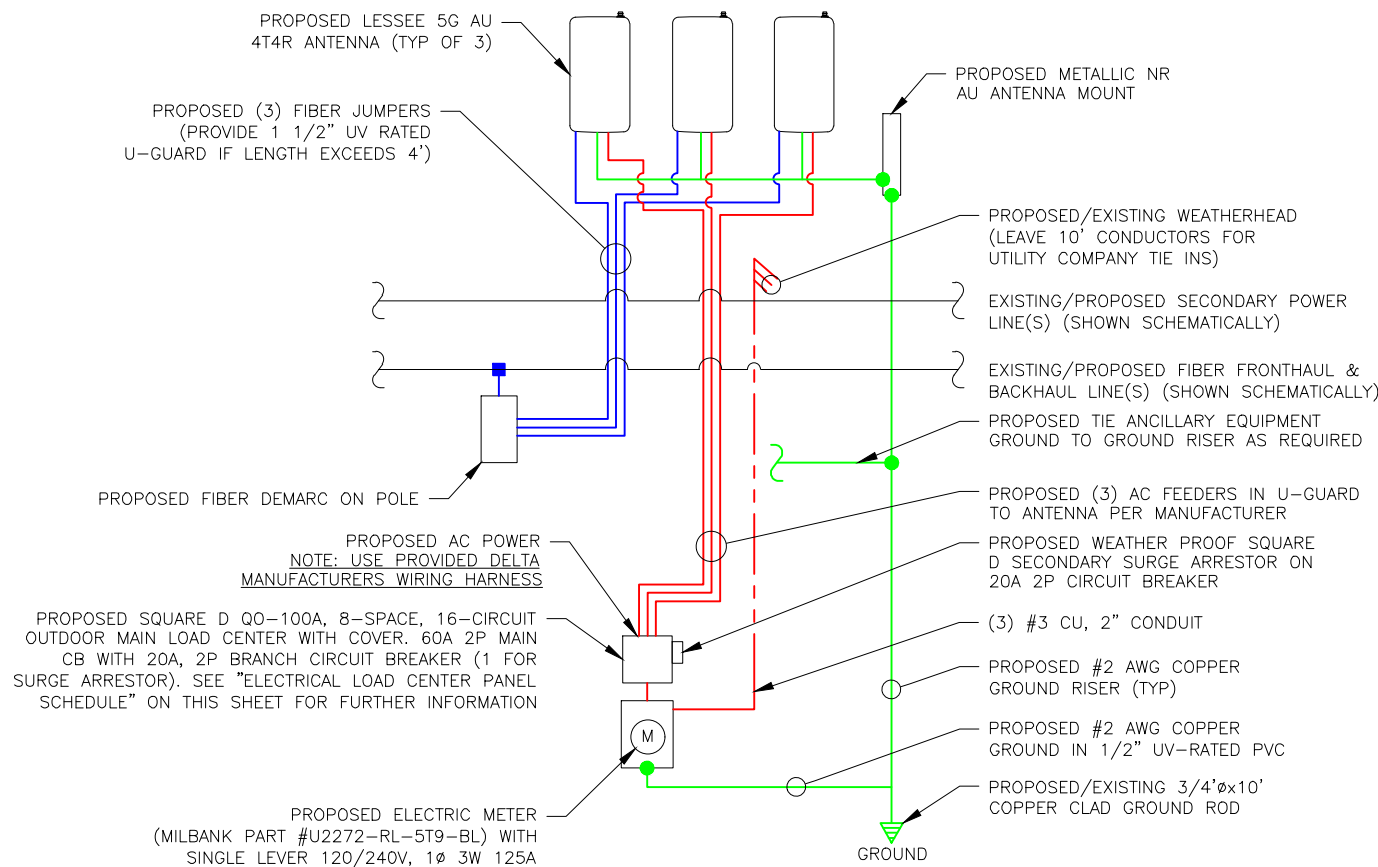 PROPOSED LESSEE 5G AU
4T4R ANTENNA (TYP OF 3)
PROPOSED METALLIC NR
AU ANTENNA MOUNT
PROPOSED (3) FIBER JUMPERS
(PROVIDE 1 1/2" UV RATED
U-GUARD IF LENGTH EXCEEDS 4')
PROPOSED/EXISTING WEATHERHEAD
(LEAVE 10' CONDUCTORS FOR
UTILITY COMPANY TIE INS)
EXISTING/PROPOSED SECONDARY POWER
LINE(S) (SHOWN SCHEMATICALLY)
EXISTING/PROPOSED FIBER FRONTHAUL &
BACKHAUL LINE(S) (SHOWN SCHEMATICALLY)
PROPOSED TIE ANCILLARY EQUIPMENT
GROUND TO GROUND RISER AS REQUIRED
PROPOSED FIBER DEMARC ON POLE
PROPOSED (3) AC FEEDERS IN U-GUARD
TO ANTENNA PER MANUFACTURER
PROPOSED AC POWER
NOTE: USE PROVIDED DELTA
MANUFACTURERS WIRING HARNESS
PROPOSED WEATHER PROOF SQUARE
D SECONDARY SURGE ARRESTOR ON
20A 2P CIRCUIT BREAKER
PROPOSED SQUARE D QO-100A, 8-SPACE, 16-CIRCUIT
OUTDOOR MAIN LOAD CENTER WITH COVER. 60A 2P MAIN
CB WITH 20A, 2P BRANCH CIRCUIT BREAKER (1 FOR
SURGE ARRESTOR). SEE "ELECTRICAL LOAD CENTER PANEL
SCHEDULE" ON THIS SHEET FOR FURTHER INFORMATION
(3) #3 CU, 2" CONDUIT
PROPOSED #2 AWG COPPER
GROUND RISER (TYP)
M
PROPOSED #2 AWG COPPER
GROUND IN 1/2" UV-RATED PVC
PROPOSED/EXISTING 3/4'øx10'
COPPER CLAD GROUND ROD
PROPOSED ELECTRIC METER
(MILBANK PART #U2272-RL-5T9-BL) WITH
SINGLE LEVER 120/240V, 1ø 3W 125A
GROUND